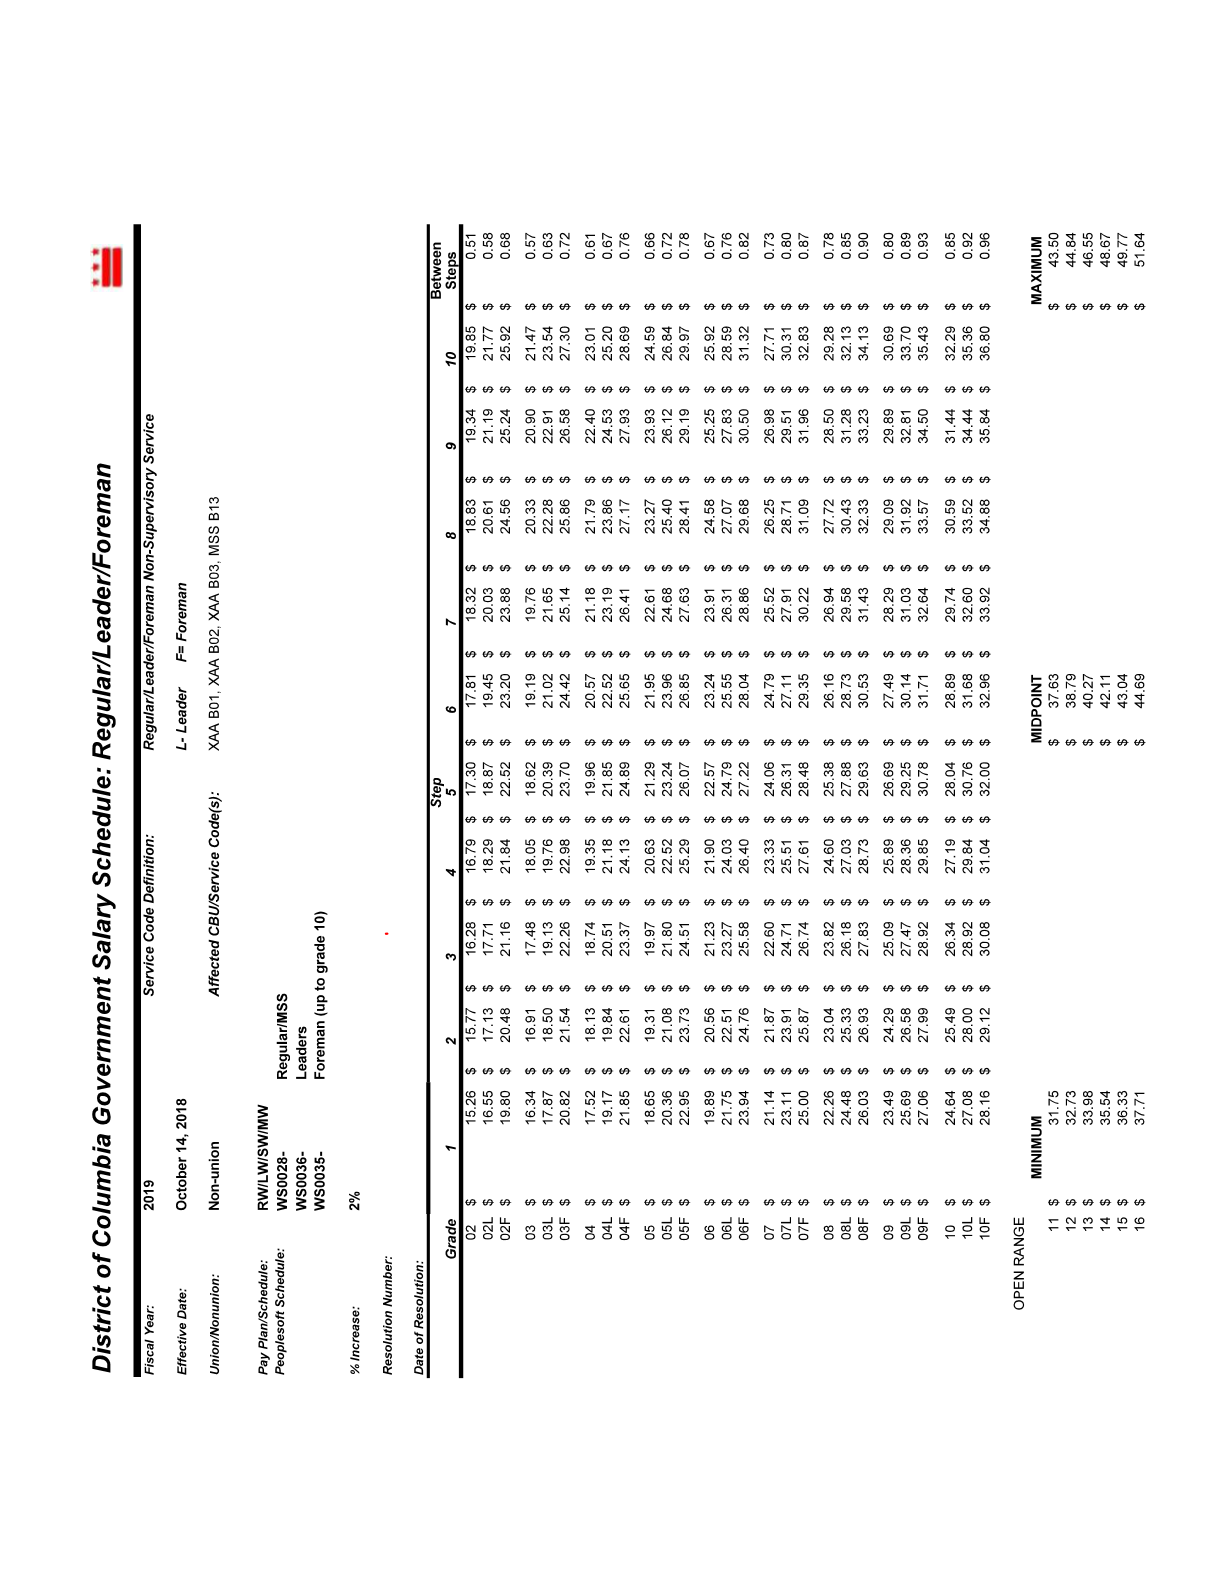 District of Columbia Government Salary Schedule: Regular/Leader/Foreman
Fiscal Year: 2019 Service Code Definition: Regular/Leader/Foreman Non-Supervisory Service
Effective Date: October 14, 2018 L- Leader F= Foreman
Union/Nonunion: Non-union Affected CBU/Service Code(s): XAA B01, XAA B02, XAA B03, MSS B13
Pay Plan/Schedule: RW/LW/SW/MW
Peoplesoft Schedule: WS0028- Regular/MSS
WS0036- Leaders
WS0035- Foreman (up to grade 10)
% Increase: 2%
Resolution Number:
Date of Resolution:
Step Between
Grade 1 2 3 4 5 6 7 8 9 10 Steps
02 $ 15.26 $ 15.77 $ 16.28 $ 16.79 $ 17.30 $ 17.81 $ 18.32 $ 18.83 $ 19.34 $ 19.85 $ 0.51
02L $ 16.55 $ 17.13 $ 17.71 $ 18.29 $ 18.87 $ 19.45 $ 20.03 $ 20.61 $ 21.19 $ 21.77 $ 0.58
02F $ 19.80 $ 20.48 $ 21.16 $ 21.84 $ 22.52 $ 23.20 $ 23.88 $ 24.56 $ 25.24 $ 25.92 $ 0.68
03 $ 16.34 $ 16.91 $ 17.48 $ 18.05 $ 18.62 $ 19.19 $ 19.76 $ 20.33 $ 20.90 $ 21.47 $ 0.57
03L $ 17.87 $ 18.50 $ 19.13 $ 19.76 $ 20.39 $ 21.02 $ 21.65 $ 22.28 $ 22.91 $ 23.54 $ 0.63
03F $ 20.82 $ 21.54 $ 22.26 $ 22.98 $ 23.70 $ 24.42 $ 25.14 $ 25.86 $ 26.58 $ 27.30 $ 0.72
04 $ 17.52 $ 18.13 $ 18.74 $ 19.35 $ 19.96 $ 20.57 $ 21.18 $ 21.79 $ 22.40 $ 23.01 $ 0.61
04L $ 19.17 $ 19.84 $ 20.51 $ 21.18 $ 21.85 $ 22.52 $ 23.19 $ 23.86 $ 24.53 $ 25.20 $ 0.67
04F $ 21.85 $ 22.61 $ 23.37 $ 24.13 $ 24.89 $ 25.65 $ 26.41 $ 27.17 $ 27.93 $ 28.69 $ 0.76
05 $ 18.65 $ 19.31 $ 19.97 $ 20.63 $ 21.29 $ 21.95 $ 22.61 $ 23.27 $ 23.93 $ 24.59 $ 0.66
05L $ 20.36 $ 21.08 $ 21.80 $ 22.52 $ 23.24 $ 23.96 $ 24.68 $ 25.40 $ 26.12 $ 26.84 $ 0.72
05F $ 22.95 $ 23.73 $ 24.51 $ 25.29 $ 26.07 $ 26.85 $ 27.63 $ 28.41 $ 29.19 $ 29.97 $ 0.78
06 $ 19.89 $ 20.56 $ 21.23 $ 21.90 $ 22.57 $ 23.24 $ 23.91 $ 24.58 $ 25.25 $ 25.92 $ 0.67
06L $ 21.75 $ 22.51 $ 23.27 $ 24.03 $ 24.79 $ 25.55 $ 26.31 $ 27.07 $ 27.83 $ 28.59 $ 0.76
06F $ 23.94 $ 24.76 $ 25.58 $ 26.40 $ 27.22 $ 28.04 $ 28.86 $ 29.68 $ 30.50 $ 31.32 $ 0.82
07 $ 21.14 $ 21.87 $ 22.60 $ 23.33 $ 24.06 $ 24.79 $ 25.52 $ 26.25 $ 26.98 $ 27.71 $ 0.73
07L $ 23.11 $ 23.91 $ 24.71 $ 25.51 $ 26.31 $ 27.11 $ 27.91 $ 28.71 $ 29.51 $ 30.31 $ 0.80
07F $ 25.00 $ 25.87 $ 26.74 $ 27.61 $ 28.48 $ 29.35 $ 30.22 $ 31.09 $ 31.96 $ 32.83 $ 0.87
08 $ 22.26 $ 23.04 $ 23.82 $ 24.60 $ 25.38 $ 26.16 $ 26.94 $ 27.72 $ 28.50 $ 29.28 $ 0.78
08L $ 24.48 $ 25.33 $ 26.18 $ 27.03 $ 27.88 $ 28.73 $ 29.58 $ 30.43 $ 31.28 $ 32.13 $ 0.85
08F $ 26.03 $ 26.93 $ 27.83 $ 28.73 $ 29.63 $ 30.53 $ 31.43 $ 32.33 $ 33.23 $ 34.13 $ 0.90
09 $ 23.49 $ 24.29 $ 25.09 $ 25.89 $ 26.69 $ 27.49 $ 28.29 $ 29.09 $ 29.89 $ 30.69 $ 0.80
09L $ 25.69 $ 26.58 $ 27.47 $ 28.36 $ 29.25 $ 30.14 $ 31.03 $ 31.92 $ 32.81 $ 33.70 $ 0.89
09F $ 27.06 $ 27.99 $ 28.92 $ 29.85 $ 30.78 $ 31.71 $ 32.64 $ 33.57 $ 34.50 $ 35.43 $ 0.93
10 $ 24.64 $ 25.49 $ 26.34 $ 27.19 $ 28.04 $ 28.89 $ 29.74 $ 30.59 $ 31.44 $ 32.29 $ 0.85
10L $ 27.08 $ 28.00 $ 28.92 $ 29.84 $ 30.76 $ 31.68 $ 32.60 $ 33.52 $ 34.44 $ 35.36 $ 0.92
10F $ 28.16 $ 29.12 $ 30.08 $ 31.04 $ 32.00 $ 32.96 $ 33.92 $ 34.88 $ 35.84 $ 36.80 $ 0.96
OPEN RANGE
MINIMUM MIDPOINT MAXIMUM
11 $ 31.75 $ 37.63 $ 43.50
12 $ 32.73 $ 38.79 $ 44.84
13 $ 33.98 $ 40.27 $ 46.55
14 $ 35.54 $ 42.11 $ 48.67
15 $ 36.33 $ 43.04 $ 49.77
16 $ 37.71 $ 44.69 $ 51.64